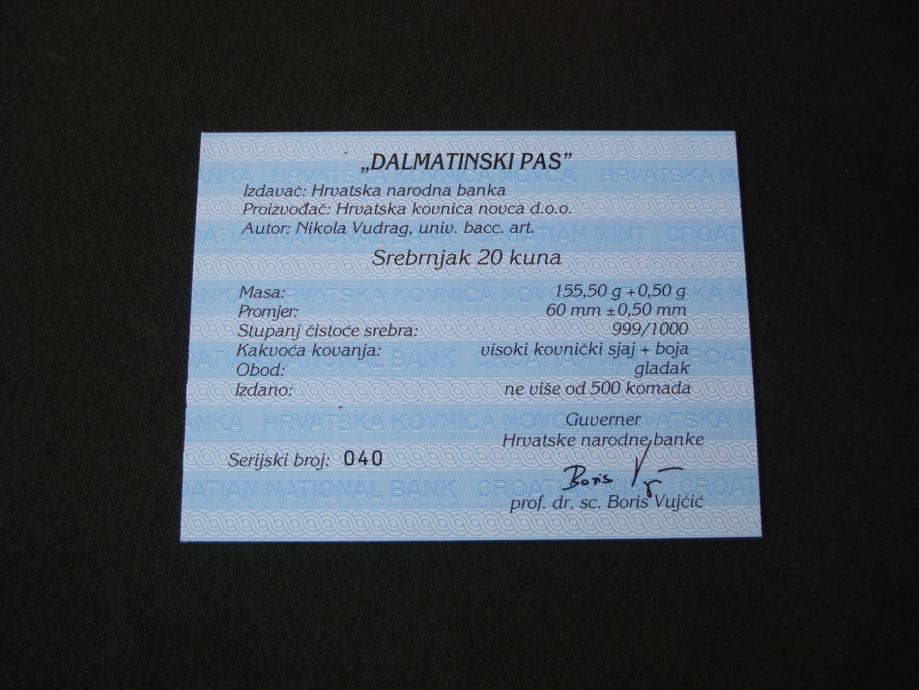 „DALMATINSKI PAS”
Izdavač: Hrvatska narodna banka
Proizvođač: Hrvatska kovnica novca d.o.o.
Autor: Nikola Vudrag, univ. bacc. art.
Srebrnjak 20 kuna
Masa: 155,50 g +0,50 g
Promjer: 60 mm ±0,50 mm
Stupanj čistoće srebra: 999/1000
Kakvoća kovanja: visoki kovnički sjaj + boja
Obod: gladak
Izdano: ne više od 500 komada
Guverner
Hrvatske narodne banke
Serijski broj: 040
Boris
prof. dr. sc. Boris Vujčić